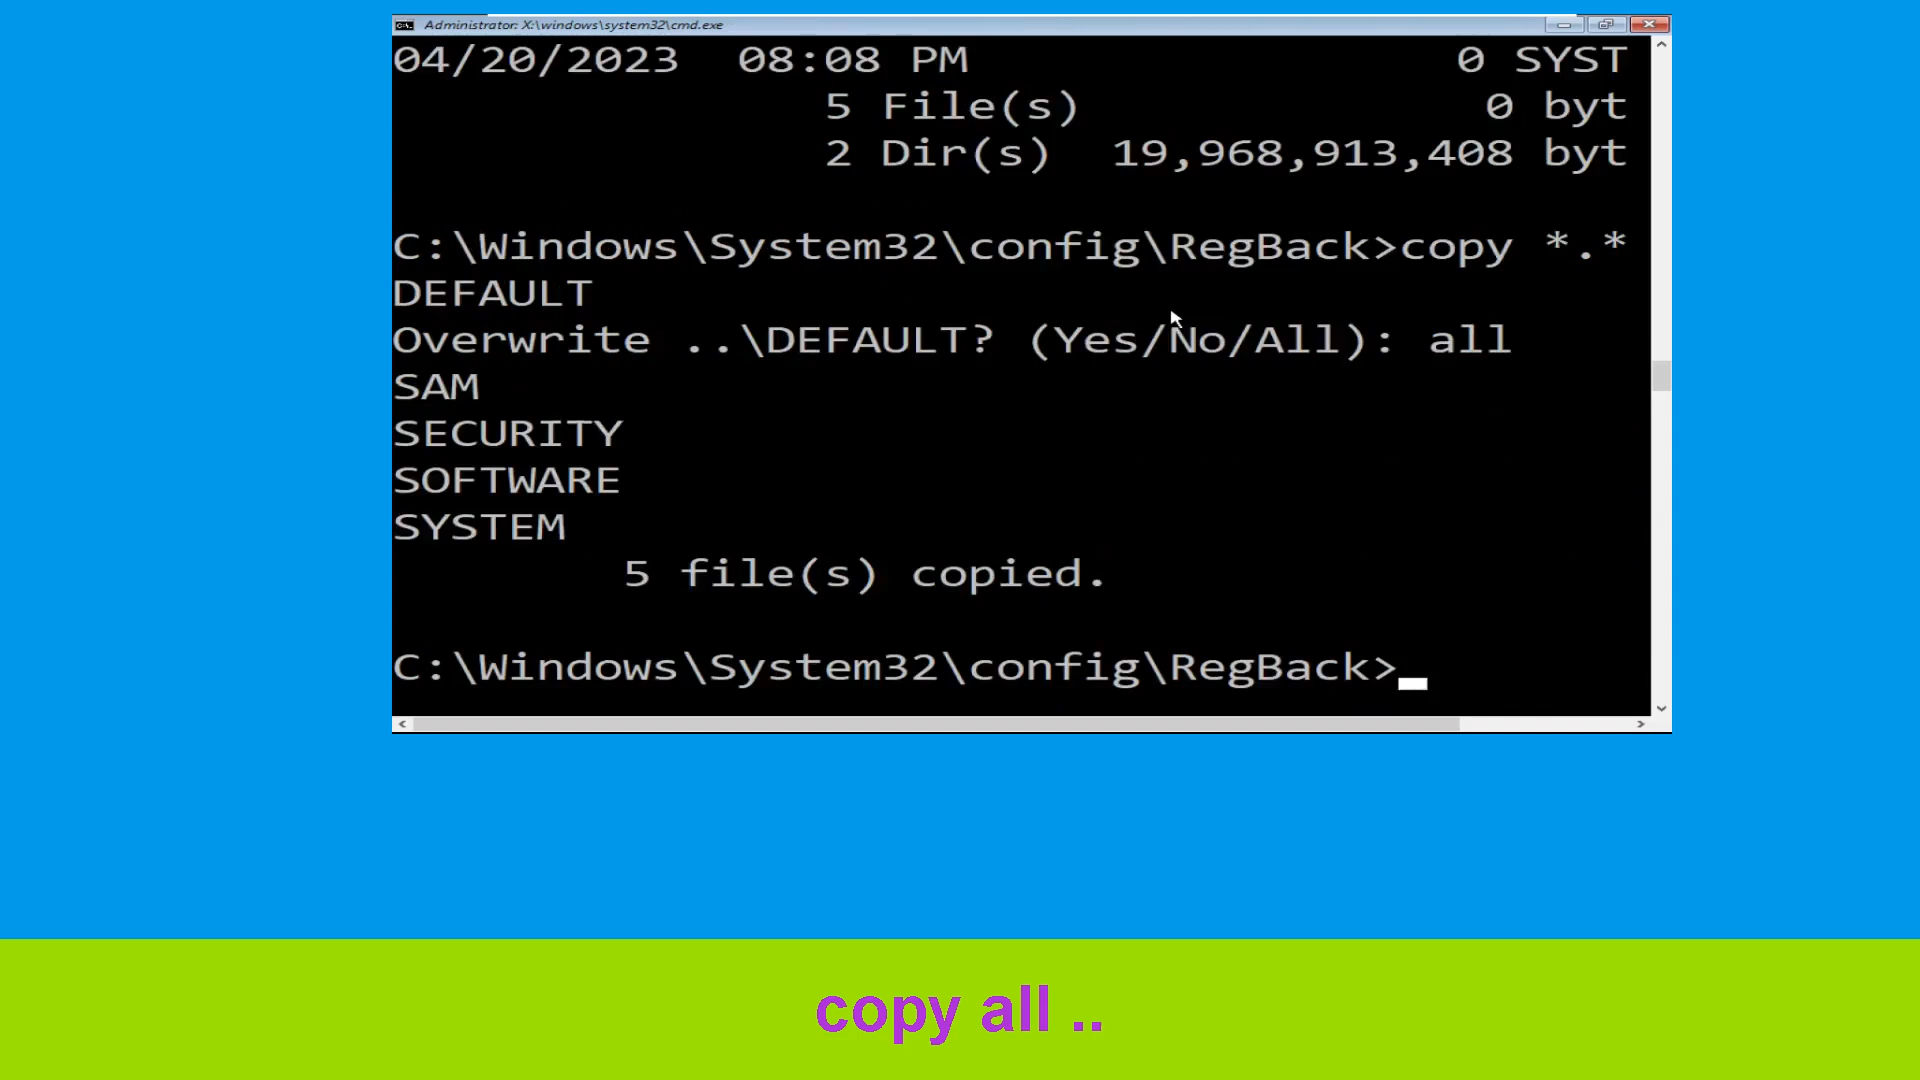 Administrator: X:\windows\system32\cmd.exe
04/20/2023  08:08 PM                 0 SYST
               5 File(s)              0 byt
               2 Dir(s)  19,968,913,408 byt
C:\Windows\System32\config\RegBack>copy *.*
DEFAULT
Overwrite ..\DEFAULT? (Yes/No/All): all
SAM
SECURITY
SOFTWARE
SYSTEM
        5 file(s) copied.
C:\Windows\System32\config\RegBack>
copy all ..